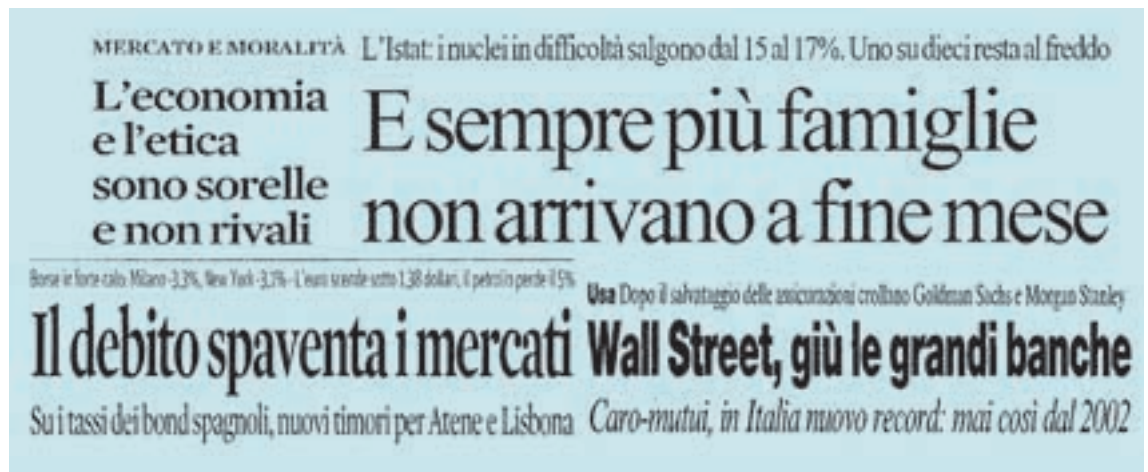 MERCATO E MORALITÀ
L'economia
e l'etica
sono sorelle
e non rivali
L'Istat: i nuclei in difficoltà salgono dal 15 al 17%. Uno su dieci resta al freddo
E sempre più famiglie
non arrivano a fine mese
Borse in forte calo: Milano -3,3%, New York -3,1% - L'euro scende sotto 1,38 dollari, il petrolio perde il 5%
Il debito spaventa i mercati
Su i tassi dei bond spagnoli, nuovi timori per Atene e Lisbona
Usa Dopo il salvataggio delle assicurazioni crollano Goldman Sachs e Morgan Stanley
Wall Street, giù le grandi banche
Caro-mutui, in Italia nuovo record: mai così dal 2002